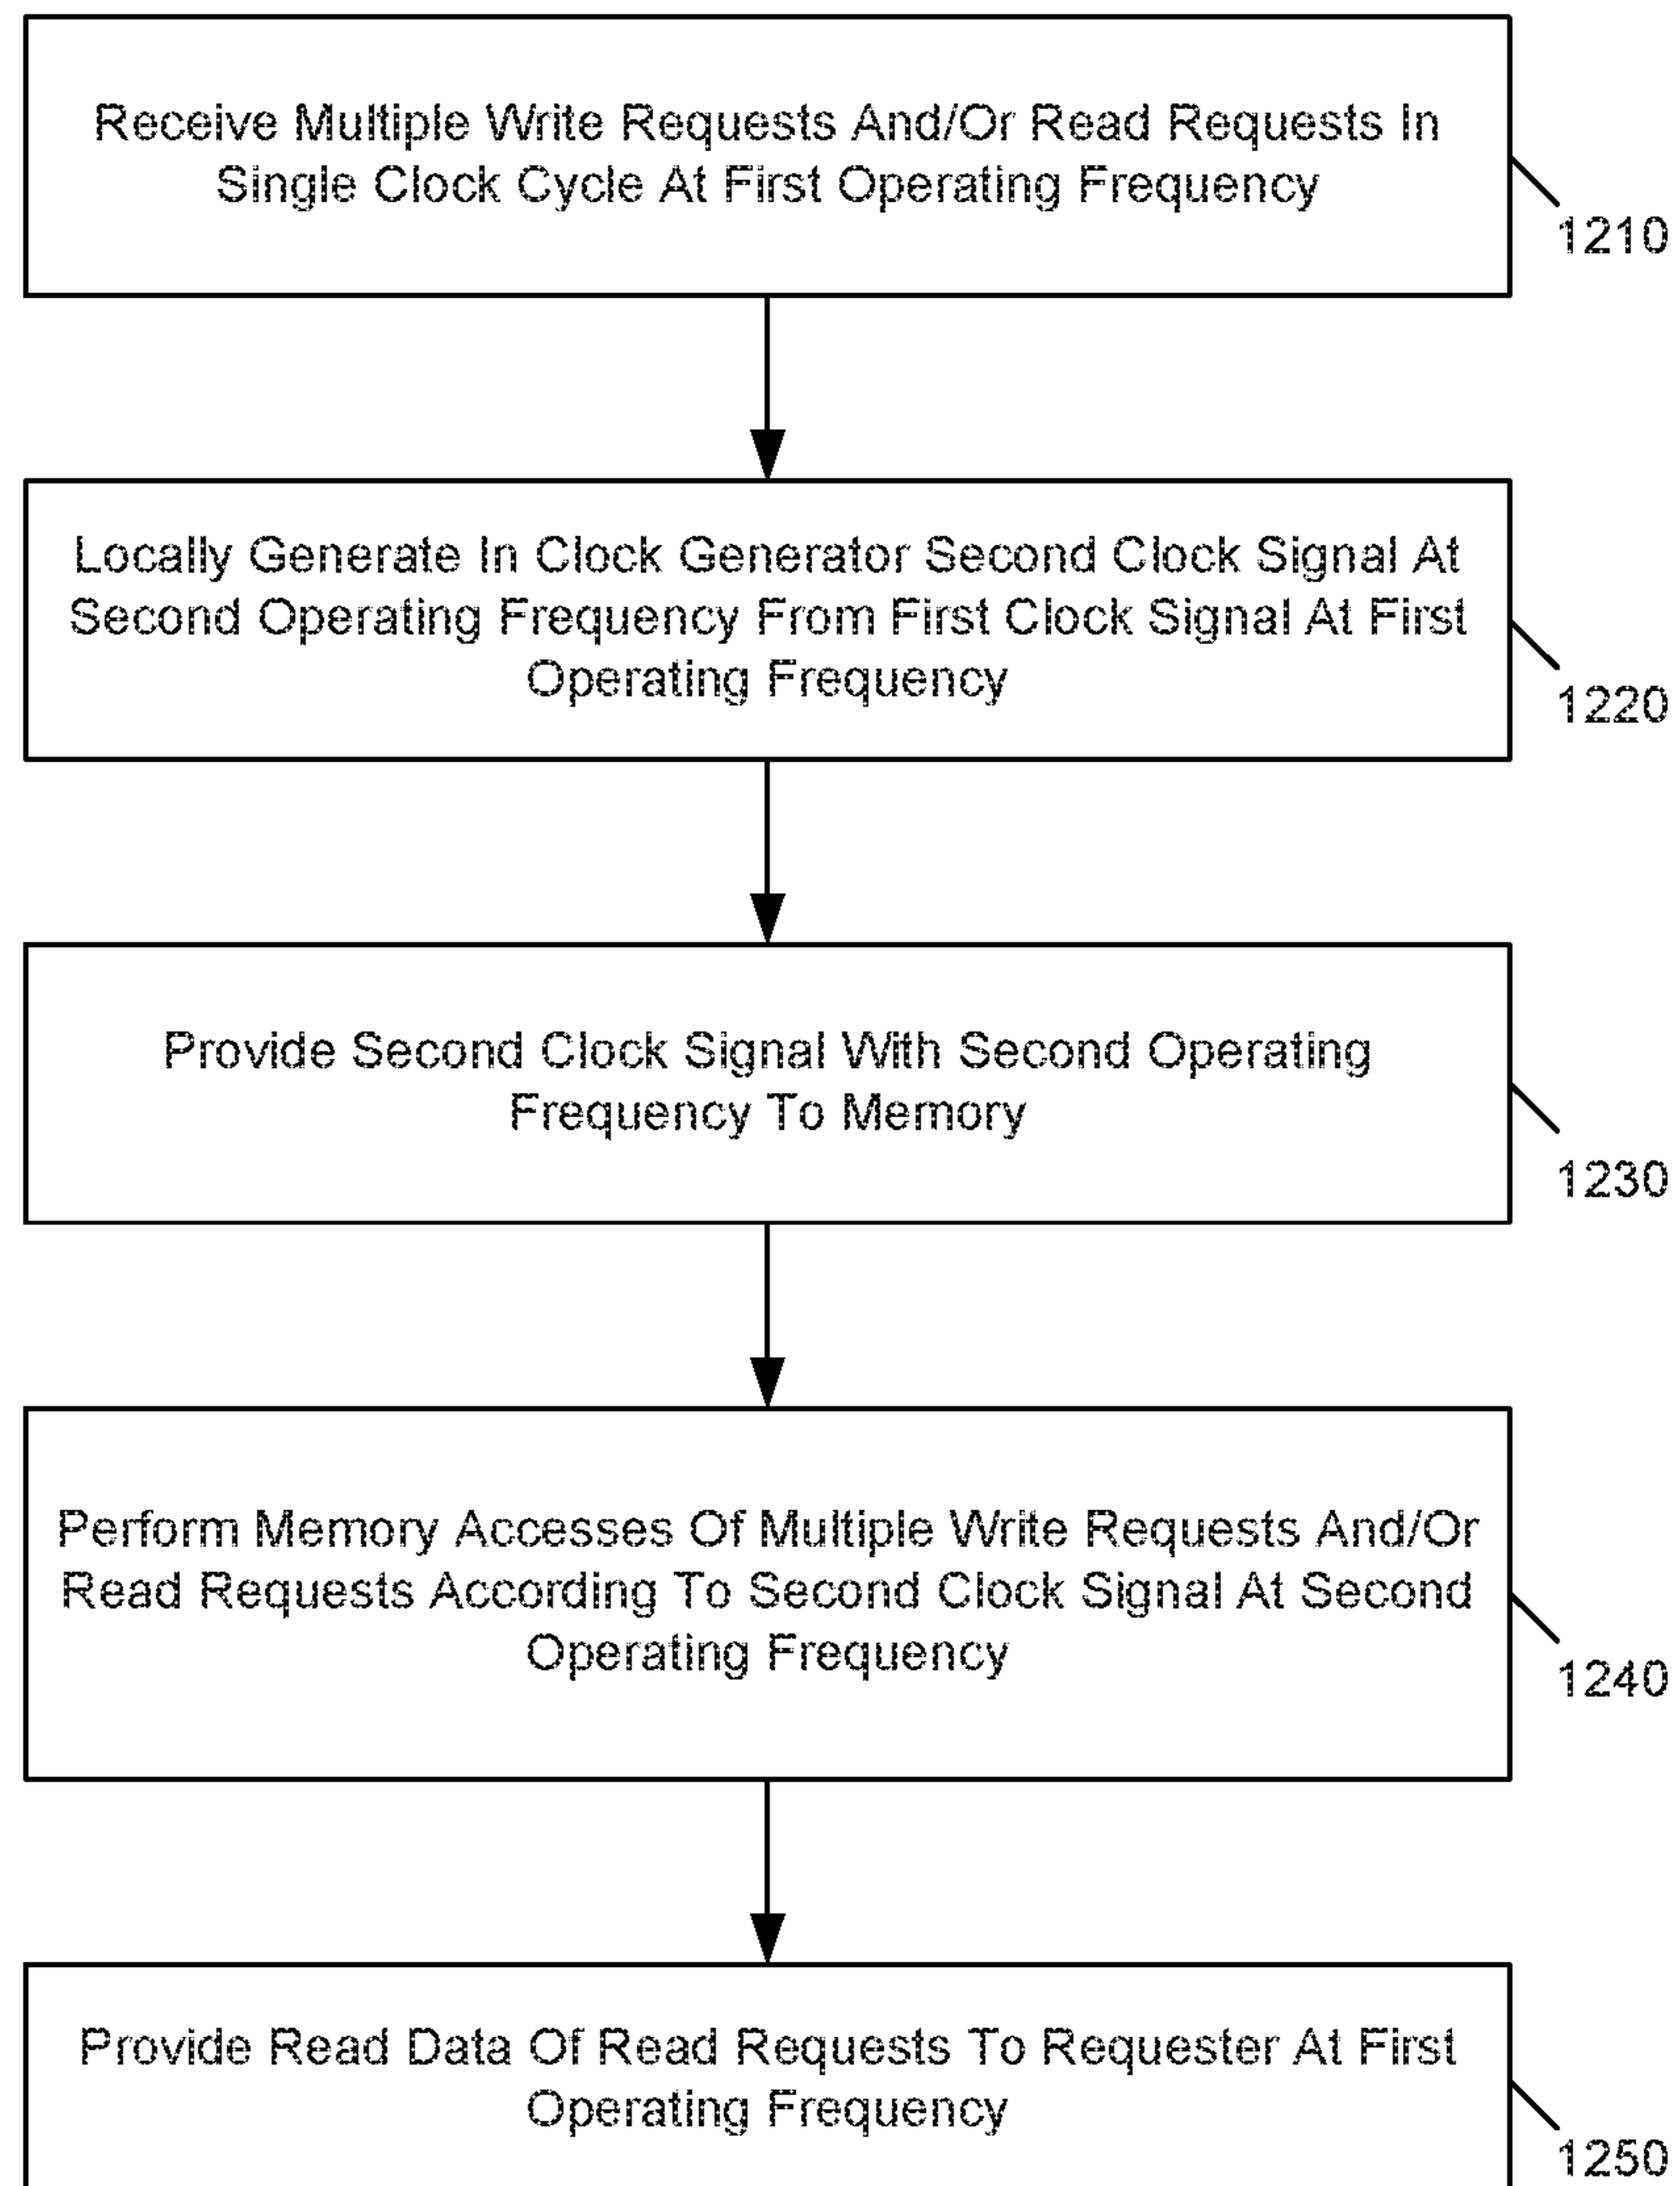 Receive Multiple Write Requests And/Or Read Requests In
Single Clock Cycle At First Operating Frequency
1210
Locally Generate In Clock Generator Second Clock Signal At
Second Operating Frequency From First Clock Signal At First
Operating Frequency
1220
Provide Second Clock Signal With Second Operating
Frequency To Memory
1230
Perform Memory Accesses Of Multiple Write Requests And/Or
Read Requests According To Second Clock Signal At Second
Operating Frequency
1240
Provide Read Data Of Read Requests To Requester At First
Operating Frequency
1250